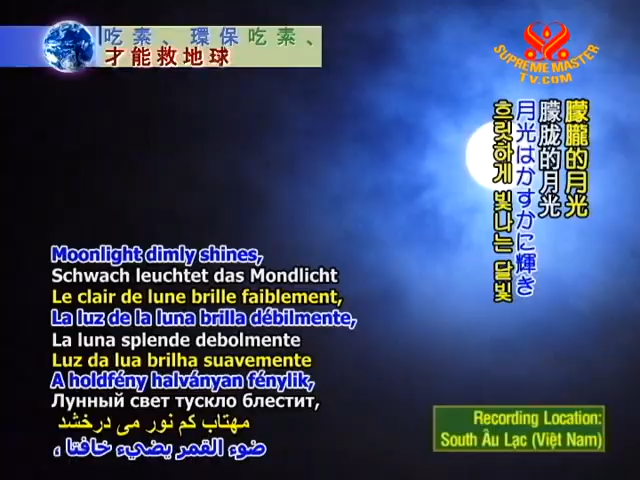 吃素、環保吃素、
才能救地球
SUPREME MASTER
TV.COM
朦朧的月光
朦胧的月光
月光はかすかに輝き
흐릿하게 빛나는 달빛
Moonlight dimly shines,
Schwach leuchtet das Mondlicht
Le clair de lune brille faiblement,
La luz de la luna brilla débilmente,
La luna splende debolmente
Luz da lua brilha suavemente
A holdfény halványan fénylik,
Лунный свет тускло блестит,
مهتاب کم نور می درخشد
ضوء القمر يضيء خافتا ،
Recording Location:
South Âu Lạc (Việt Nam)